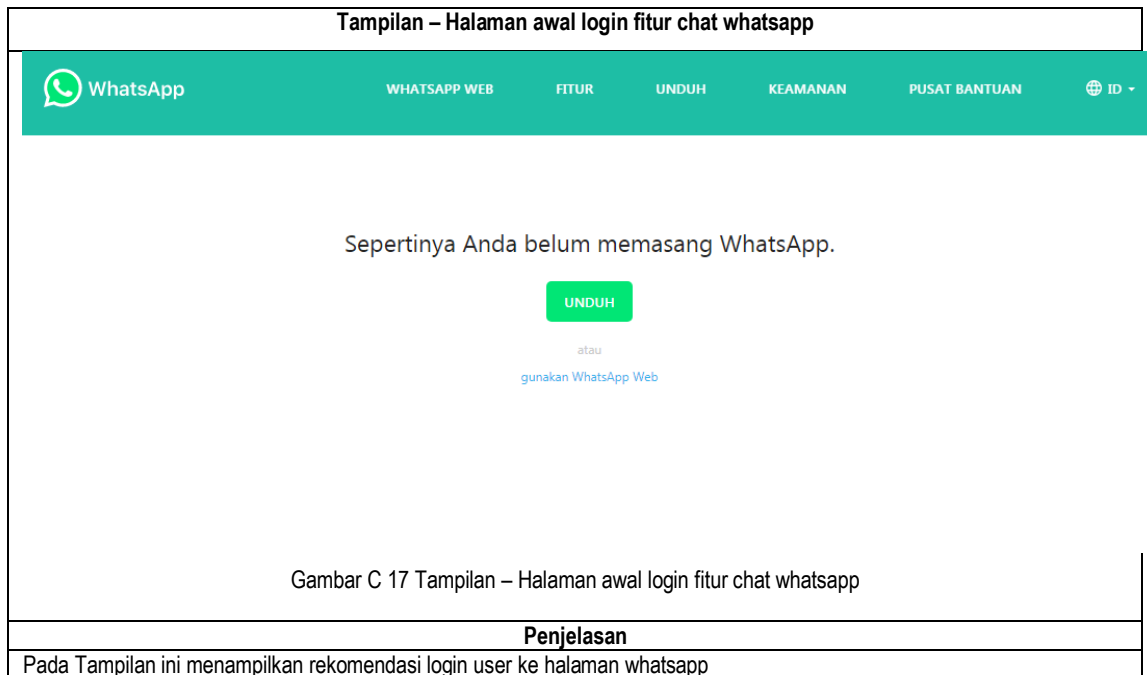 Tampilan – Halaman awal login fitur chat whatsapp
WhatsApp WHATSAPP WEB FITUR UNDUH KEAMANAN PUSAT BANTUAN ID
Sepertinya Anda belum memasang WhatsApp.
UNDUH
atau
gunakan WhatsApp Web
Gambar C 17 Tampilan – Halaman awal login fitur chat whatsapp
Penjelasan
Pada Tampilan ini menampilkan rekomendasi login user ke halaman whatsapp